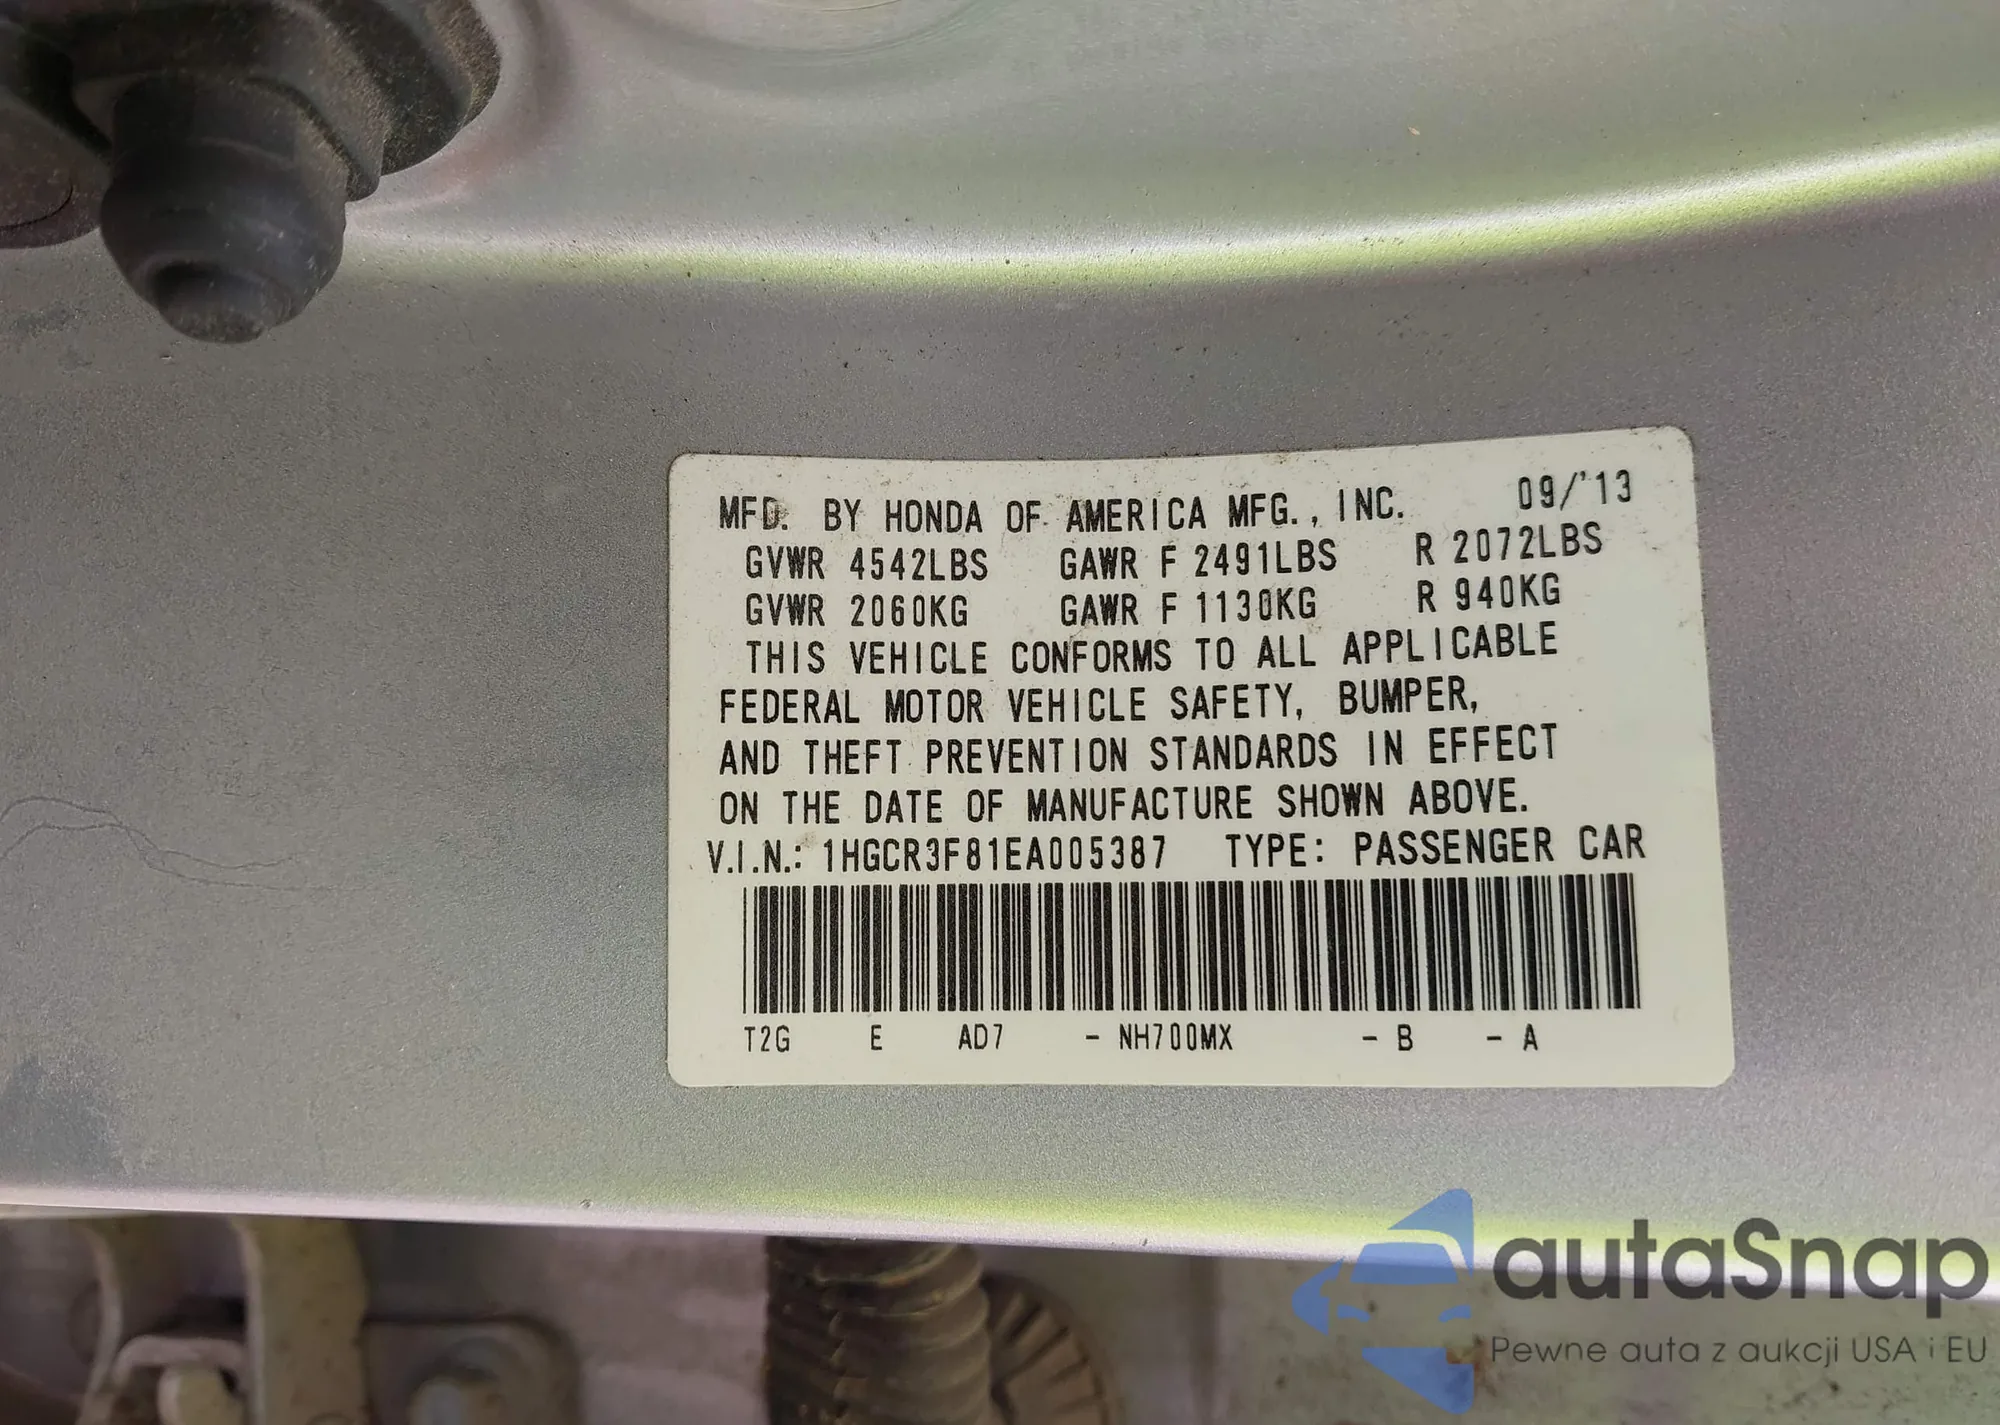 MFD. BY HONDA OF AMERICA MFG., INC. 09/'13
GVWR 4542LBS GAWR F 2491LBS R 2072LBS
GVWR 2060KG GAWR F 1130KG R 940KG
THIS VEHICLE CONFORMS TO ALL APPLICABLE
FEDERAL MOTOR VEHICLE SAFETY, BUMPER,
AND THEFT PREVENTION STANDARDS IN EFFECT
ON THE DATE OF MANUFACTURE SHOWN ABOVE.
V.I.N.: 1HGCR3F81EA005387 TYPE: PASSENGER CAR
T2G E AD7 - NH700MX - B - A
autaSnap
Pewne auta z aukcji USA i EU